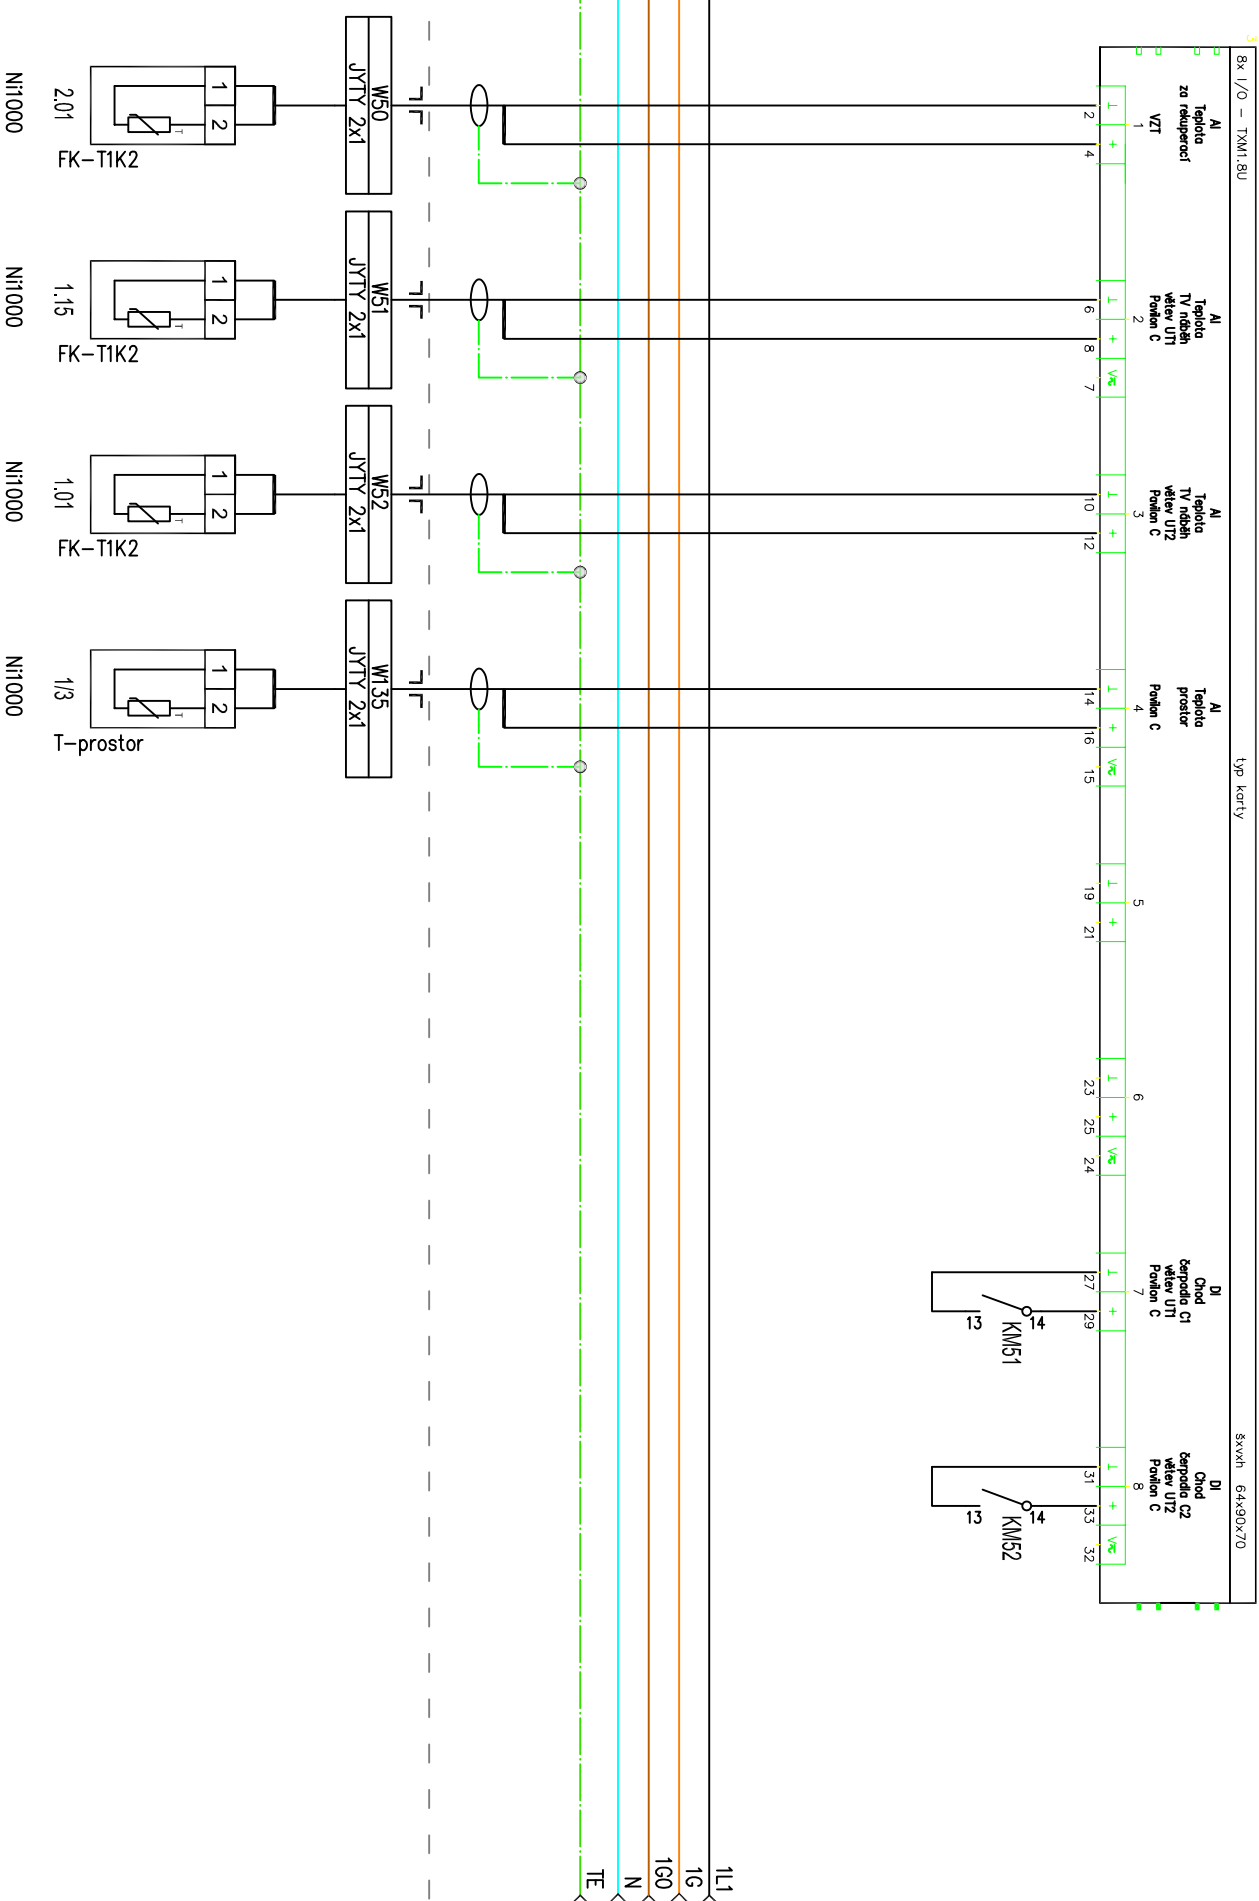 3
8x I/O – TXM1.8U
typ karty
šxvxh 64x90x70
AI
Teplota
za rekuperací
VZT
AI
Teplota
TV náběh
větev UT1
Pavilon C
AI
Teplota
TV náběh
větev UT2
Pavilon C
AI
Teplota
prostor
Pavilon C
DI
Chod
čerpadla C1
větev UT1
Pavilon C
DI
Chod
čerpadla C2
větev UT2
Pavilon C
1 2 3 4 5 6 7 8
⊥ + ⊥ + ⊥ + ⊥ + ⊥ + ⊥ + ⊥ + ⊥ +
2 4 6 8 7 10 12 14 16 15 19 21 23 25 24 27 29 31 33 32
14
13
KM51
14
13
KM52
1L1
1G
1G0
N
TE
W50
JYTY 2x1
W51
JYTY 2x1
W52
JYTY 2x1
W135
JYTY 2x1
1 2
T
FK–T1K2
2.01
Ni1000
1 2
T
FK–T1K2
1.15
Ni1000
1 2
T
FK–T1K2
1.01
Ni1000
1 2
T
T–prostor
1/3
Ni1000